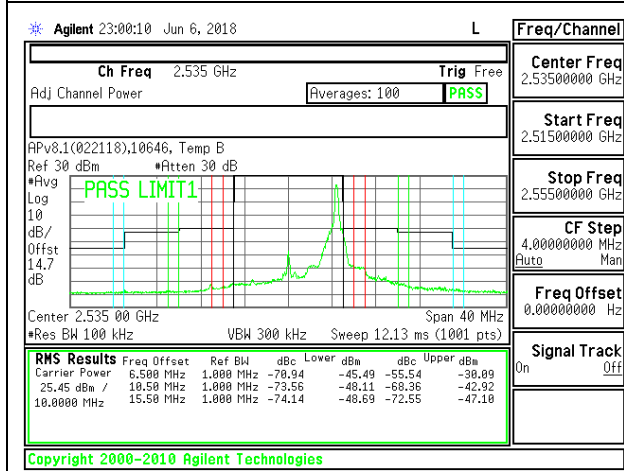 Agilent 23:00:10 Jun 6, 2018 L
Ch Freq 2.535 GHz Trig Free
Adj Channel Power Averages: 100 PASS
APv8.1(022118),10646, Temp B
Ref 30 dBm #Atten 30 dB
#Avg
Log
10
dB/
Offst
14.7
dB
PASS LIMIT1
Center 2.535 00 GHz Span 40 MHz
#Res BW 100 kHz VBW 300 kHz Sweep 12.13 ms (1001 pts)
RMS Results Freq Offset Ref BW dBc Lower dBm dBc Upper dBm
Carrier Power 6.500 MHz 1.000 MHz -70.94 -45.49 -55.54 -30.09
25.45 dBm / 10.50 MHz 1.000 MHz -73.56 -48.11 -68.36 -42.92
10.0000 MHz 15.50 MHz 1.000 MHz -74.14 -48.69 -72.55 -47.10
Copyright 2000-2010 Agilent Technologies
Freq/Channel
Center Freq
2.53500000 GHz
Start Freq
2.51500000 GHz
Stop Freq
2.55500000 GHz
CF Step
4.00000000 MHz
Auto Man
Freq Offset
0.00000000 Hz
Signal Track
On Off